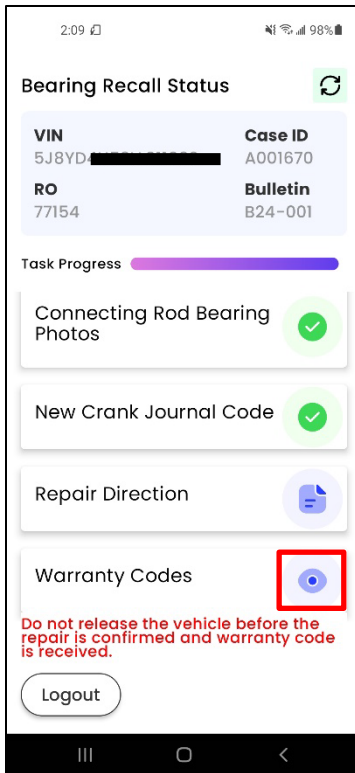 2:09 98%
Bearing Recall Status
VIN Case ID
5J8YD A001670
RO Bulletin
77154 B24-001
Task Progress
Connecting Rod Bearing
Photos
New Crank Journal Code
Repair Direction
Warranty Codes
Do not release the vehicle before the
repair is confirmed and warranty code
is received.
Logout